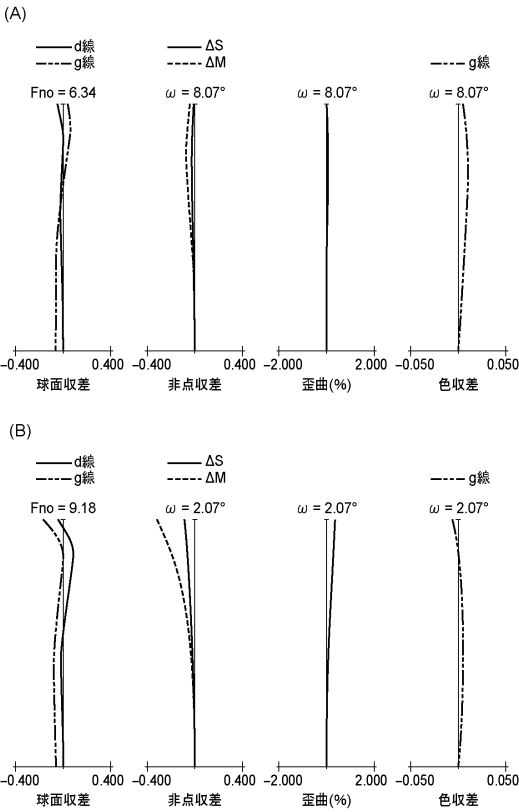 (A)
d線 ΔS
g線 ΔM g線
Fno = 6.34 ω = 8.07° ω = 8.07° ω = 8.07°
−0.400 0.400 −0.400 0.400 −2.000 2.000 −0.050 0.050
球面収差 非点収差 歪曲(%) 色収差
(B)
d線 ΔS
g線 ΔM g線
Fno = 9.18 ω = 2.07° ω = 2.07° ω = 2.07°
−0.400 0.400 −0.400 0.400 −2.000 2.000 −0.050 0.050
球面収差 非点収差 歪曲(%) 色収差